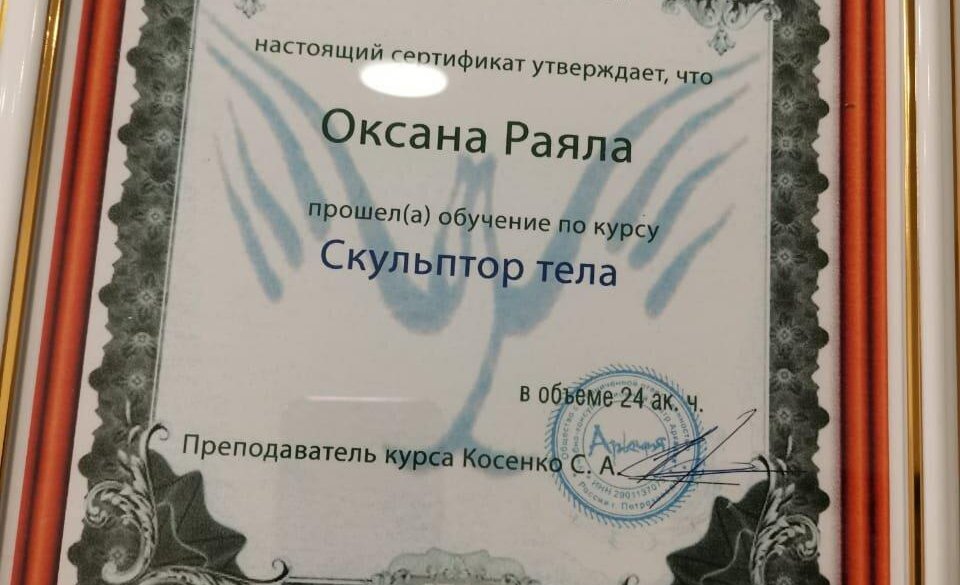 настоящий сертификат утверждает, что
Оксана Раяла
прошел(а) обучение по курсу
Скульптор тела
в объеме 24 ак. ч.
Преподаватель курса Косенко С. А.